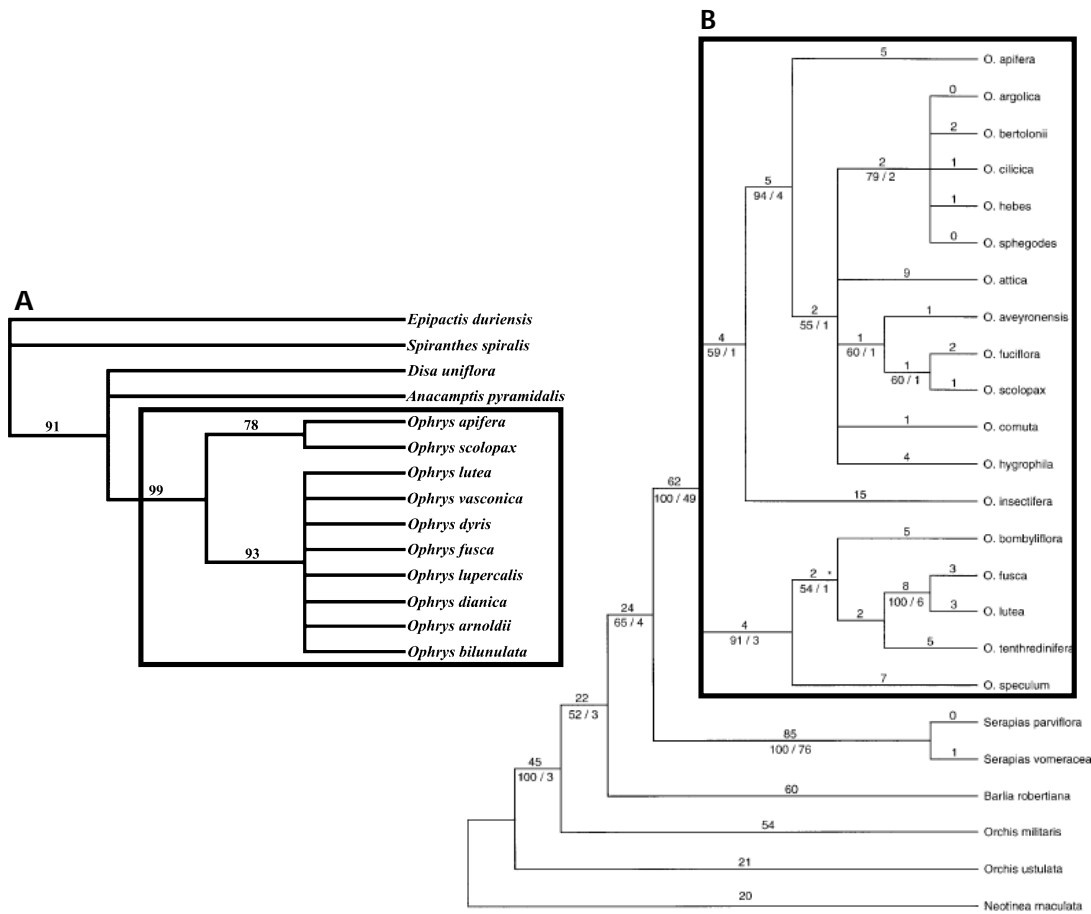 A
Epipactis duriensis
Spiranthes spiralis
Disa uniflora
Anacamptis pyramidalis
91
Ophrys apifera
78
Ophrys scolopax
Ophrys lutea
99
Ophrys vasconica
Ophrys dyris
93
Ophrys fusca
Ophrys lupercalis
Ophrys dianica
Ophrys arnoldii
Ophrys bilunulata
B
5
O. apifera
0
O. argolica
2
O. bertolonii
2
79 / 2
1
O. cilicica
5
94 / 4
1
O. hebes
0
O. sphegodes
9
O. attica
2
55 / 1
1
O. aveyronensis
4
59 / 1
1
60 / 1
2
O. fuciflora
1
60 / 1
1
O. scolopax
1
O. cornuta
4
O. hygrophila
62
100 / 49
15
O. insectifera
5
O. bombyliflora
2 *
54 / 1
3
O. fusca
8
100 / 6
3
O. lutea
24
65 / 4
4
91 / 3
2
5
O. tenthredinifera
7
O. speculum
22
52 / 3
0
Serapias parviflora
85
100 / 76
1
Serapias vomeracea
45
100 / 3
60
Barlia robertiana
54
Orchis militaris
21
Orchis ustulata
20
Neotinea maculata